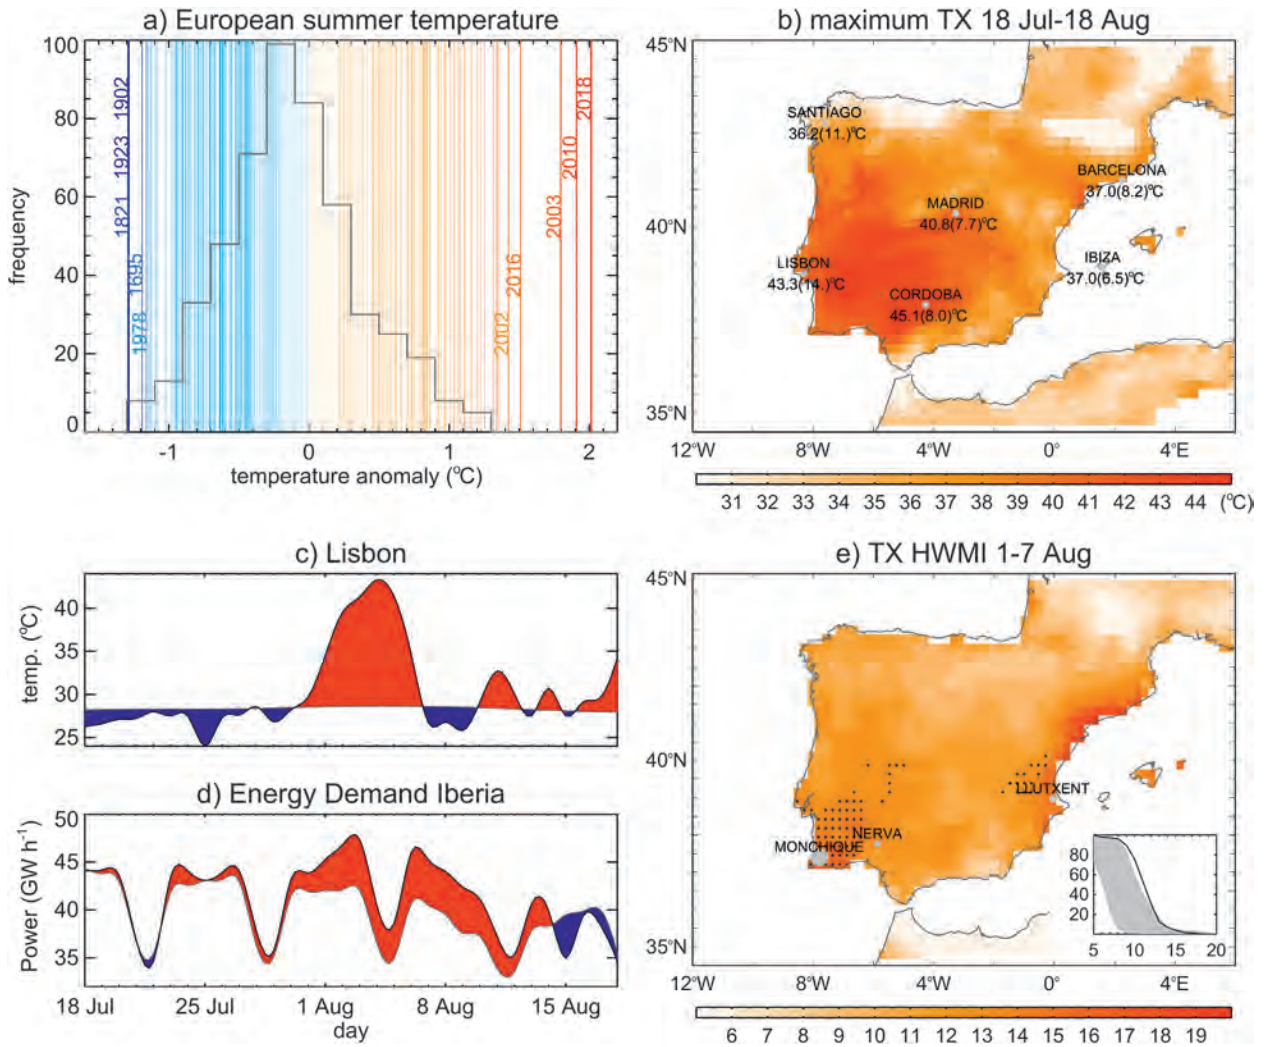 a) European summer temperature
100
80
60
40
20
0
frequency
1902
1923
1821
1695
1978
2018
2010
2003
2016
2002
-1
0
1
2
temperature anomaly (°C)
b) maximum TX 18 Jul-18 Aug
45°N
40°N
35°N
SANTIAGO
36.2(11.)°C
BARCELONA
37.0(8.2)°C
MADRID
40.8(7.7)°C
LISBON
43.3(14.)°C
IBIZA
37.0(6.5)°C
CORDOBA
45.1(8.0)°C
12°W
8°W
4°W
0°
4°E
31 32 33 34 35 36 37 38 39 40 41 42 43 44 (°C)
c) Lisbon
40
35
30
25
temp. (°C)
d) Energy Demand Iberia
50
45
40
35
Power (GW h⁻¹)
18 Jul
25 Jul
1 Aug
8 Aug
15 Aug
day
e) TX HWMI 1-7 Aug
45°N
40°N
35°N
LLUTXENT
NERVA
MONCHIQUE
80
60
40
20
5
10
15
20
12°W
8°W
4°W
0°
4°E
6 7 8 9 10 11 12 13 14 15 16 17 18 19